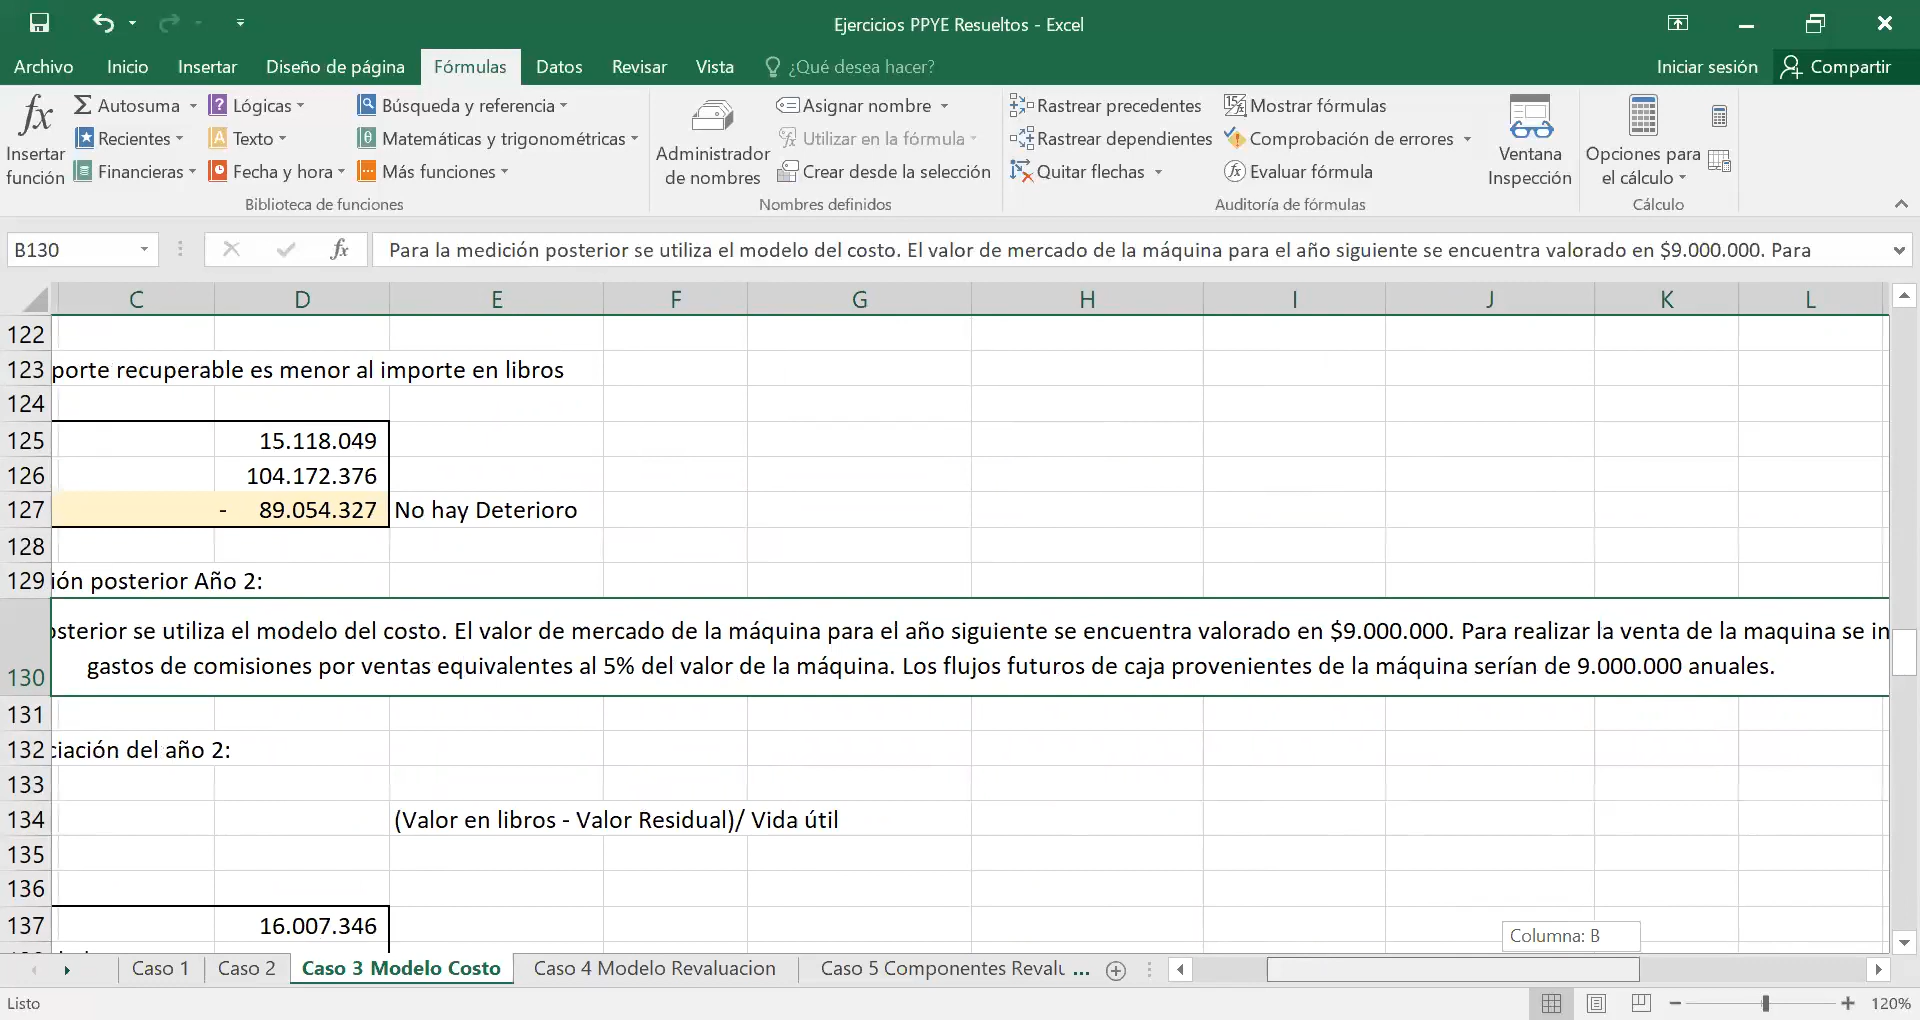 Ejercicios PPYE Resueltos - Excel
Archivo Inicio Insertar Diseño de página Fórmulas Datos Revisar Vista ¿Qué desea hacer? Iniciar sesión Compartir
fx Insertar función
Σ Autosuma
Recientes
Financieras
Lógicas
Texto
Fecha y hora
Búsqueda y referencia
Matemáticas y trigonométricas
Más funciones
Biblioteca de funciones
Administrador de nombres
Asignar nombre
Utilizar en la fórmula
Crear desde la selección
Nombres definidos
Rastrear precedentes
Rastrear dependientes
Quitar flechas
Mostrar fórmulas
Comprobación de errores
Evaluar fórmula
Auditoría de fórmulas
Ventana Inspección
Opciones para el cálculo
Cálculo
B130 fx Para la medición posterior se utiliza el modelo del costo. El valor de mercado de la máquina para el año siguiente se encuentra valorado en $9.000.000. Para
C D E F G H I J K L
122
123 porte recuperable es menor al importe en libros
124
125 15.118.049
126 104.172.376
127 - 89.054.327 No hay Deterioro
128
129 ión posterior Año 2:
osterior se utiliza el modelo del costo. El valor de mercado de la máquina para el año siguiente se encuentra valorado en $9.000.000. Para realizar la venta de la maquina se in
130 gastos de comisiones por ventas equivalentes al 5% del valor de la máquina. Los flujos futuros de caja provenientes de la máquina serían de 9.000.000 anuales.
131
132 ciación del año 2:
133
134 (Valor en libros - Valor Residual)/ Vida útil
135
136
137 16.007.346
Columna: B
Caso 1 Caso 2 Caso 3 Modelo Costo Caso 4 Modelo Revaluacion Caso 5 Componentes Revalu ...
Listo 120%